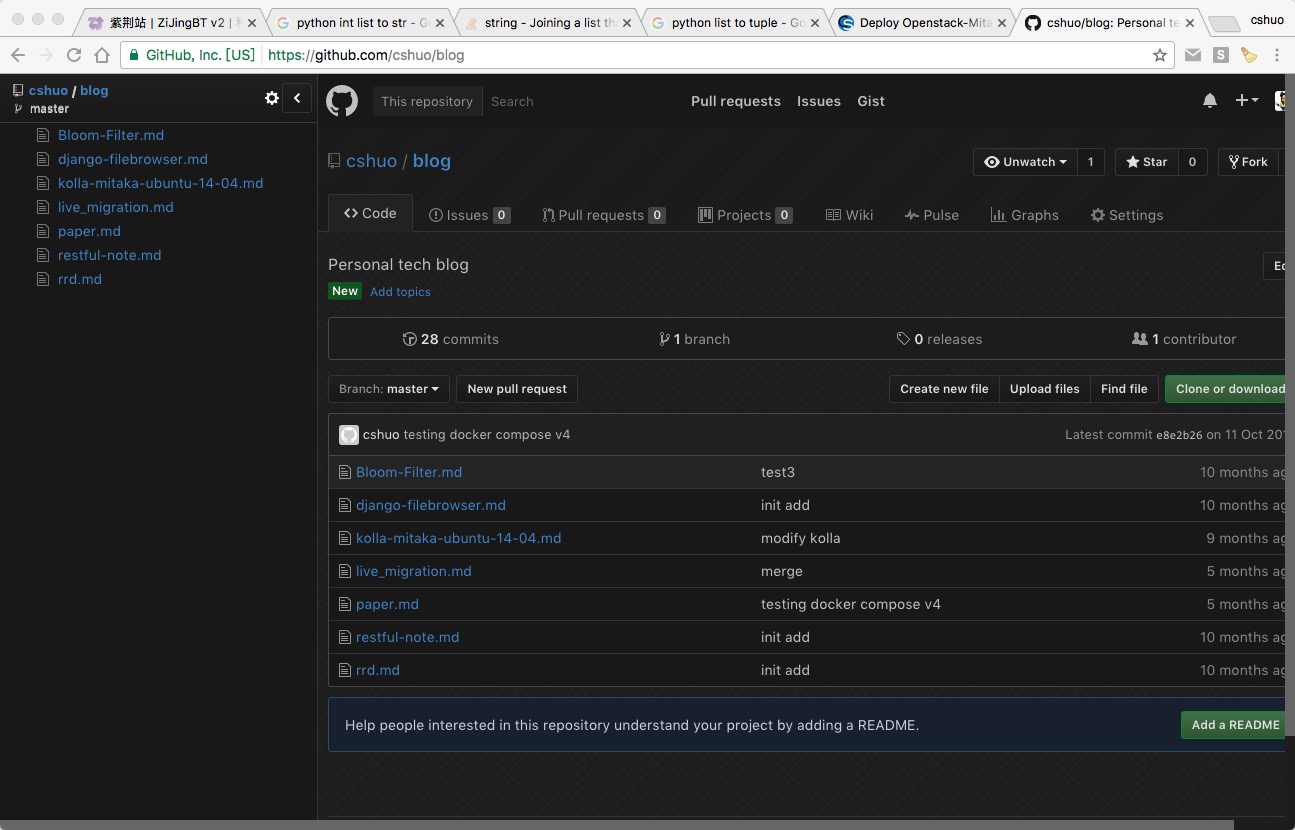 紫荆站 | ZiJingBT v2 |
python int list to str - G
string - Joining a list th
python list to tuple - Go
Deploy Openstack-Mita
cshuo/blog: Personal te
cshuo
GitHub, Inc. [US] https://github.com/cshuo/blog
cshuo / blog
master
Bloom-Filter.md
django-filebrowser.md
kolla-mitaka-ubuntu-14-04.md
live_migration.md
paper.md
restful-note.md
rrd.md
This repository Search Pull requests Issues Gist
cshuo / blog
Unwatch 1 Star 0 Fork
Code Issues 0 Pull requests 0 Projects 0 Wiki Pulse Graphs Settings
Personal tech blog
Ed
New Add topics
28 commits 1 branch 0 releases 1 contributor
Branch: master New pull request Create new file Upload files Find file Clone or download
cshuo testing docker compose v4 Latest commit e8e2b26 on 11 Oct 201
Bloom-Filter.md test3 10 months ag
django-filebrowser.md init add 10 months ag
kolla-mitaka-ubuntu-14-04.md modify kolla 9 months ag
live_migration.md merge 5 months ag
paper.md testing docker compose v4 5 months ag
restful-note.md init add 10 months ag
rrd.md init add 10 months ag
Help people interested in this repository understand your project by adding a README. Add a README